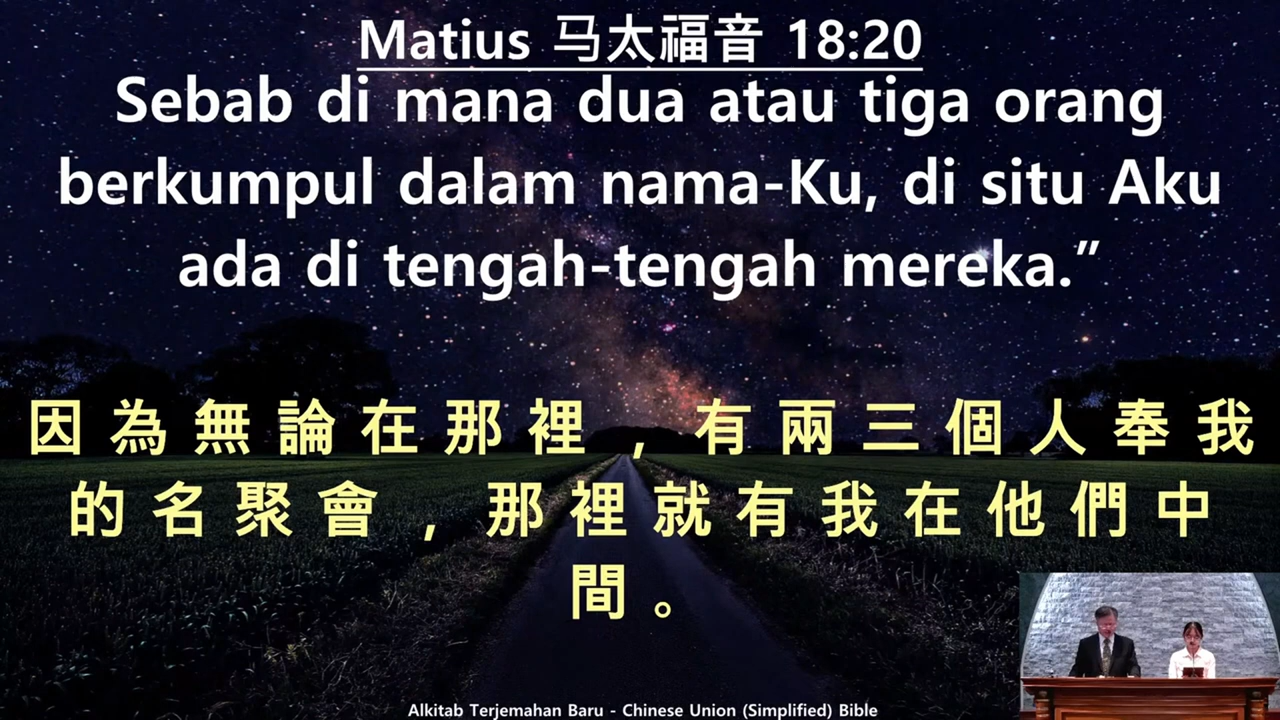 Matius 马太福音 18:20
Sebab di mana dua atau tiga orang
berkumpul dalam nama-Ku, di situ Aku
ada di tengah-tengah mereka.”
因為無論在那裡，有兩三個人奉我
的名聚會，那裡就有我在他們中
間。
Alkitab Terjemahan Baru - Chinese Union (Simplified) Bible